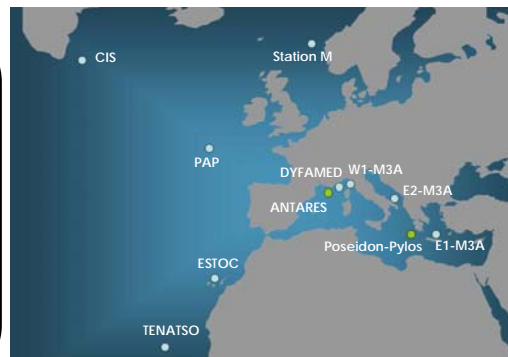 CIS
Station M
PAP
DYFAMED
W1-M3A
E2-M3A
ANTARES
Poseidon-Pylos
E1-M3A
ESTOC
TENATSO